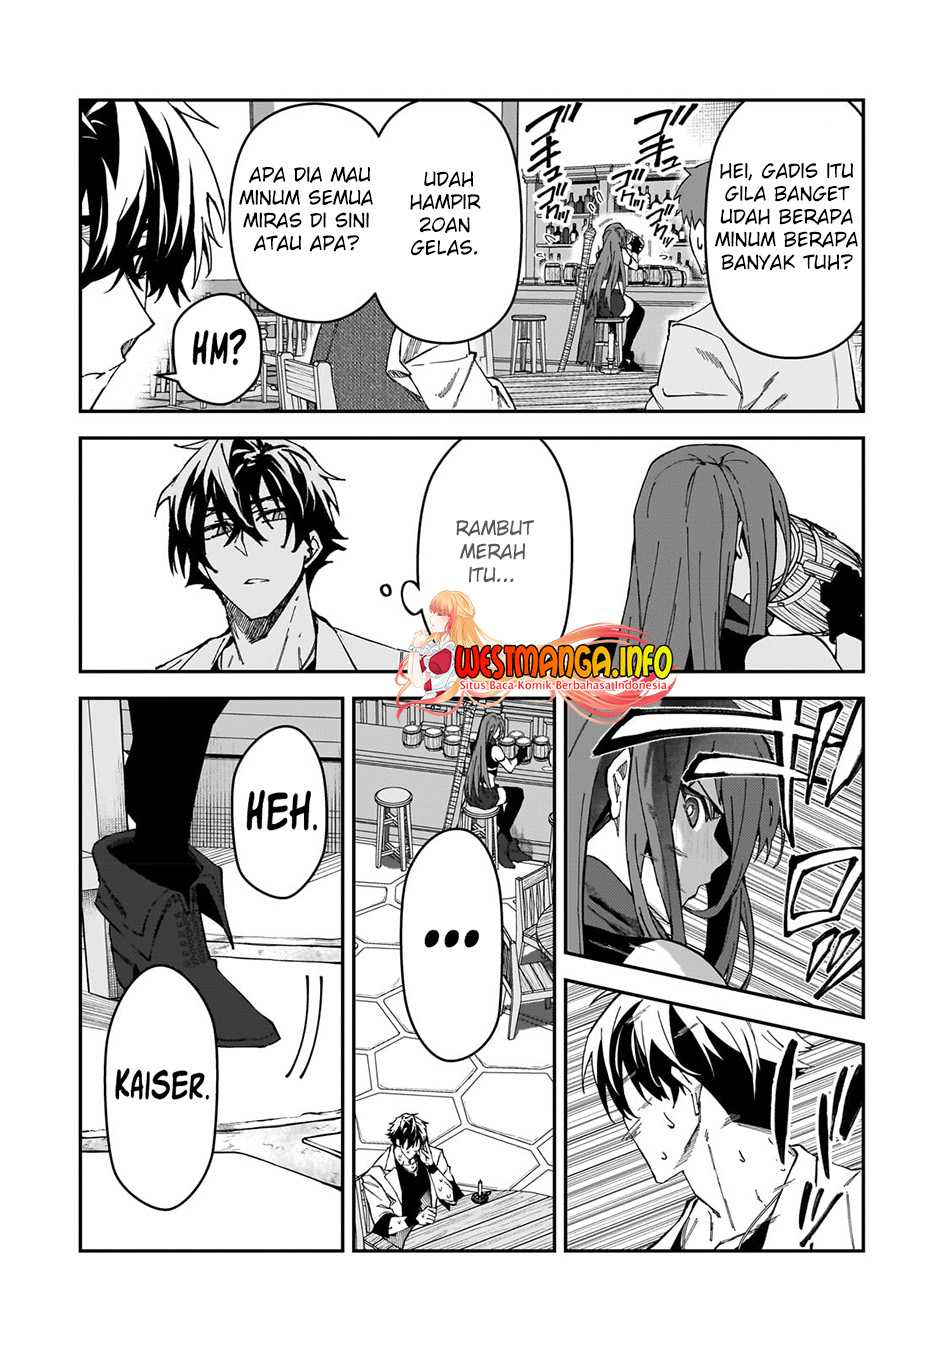 HEI, GADIS ITU
GILA BANGET
UDAH BERAPA
MINUM BERAPA
BANYAK TUH?
UDAH
HAMPIR
20AN
GELAS.
APA DIA MAU
MINUM SEMUA
MIRAS DI SINI
ATAU APA?
HM?
RAMBUT
MERAH
ITU...
WESTMANGA.INFO
Situs Baca Komik Berbahasa Indonesia
...
HEH.
KAISER.